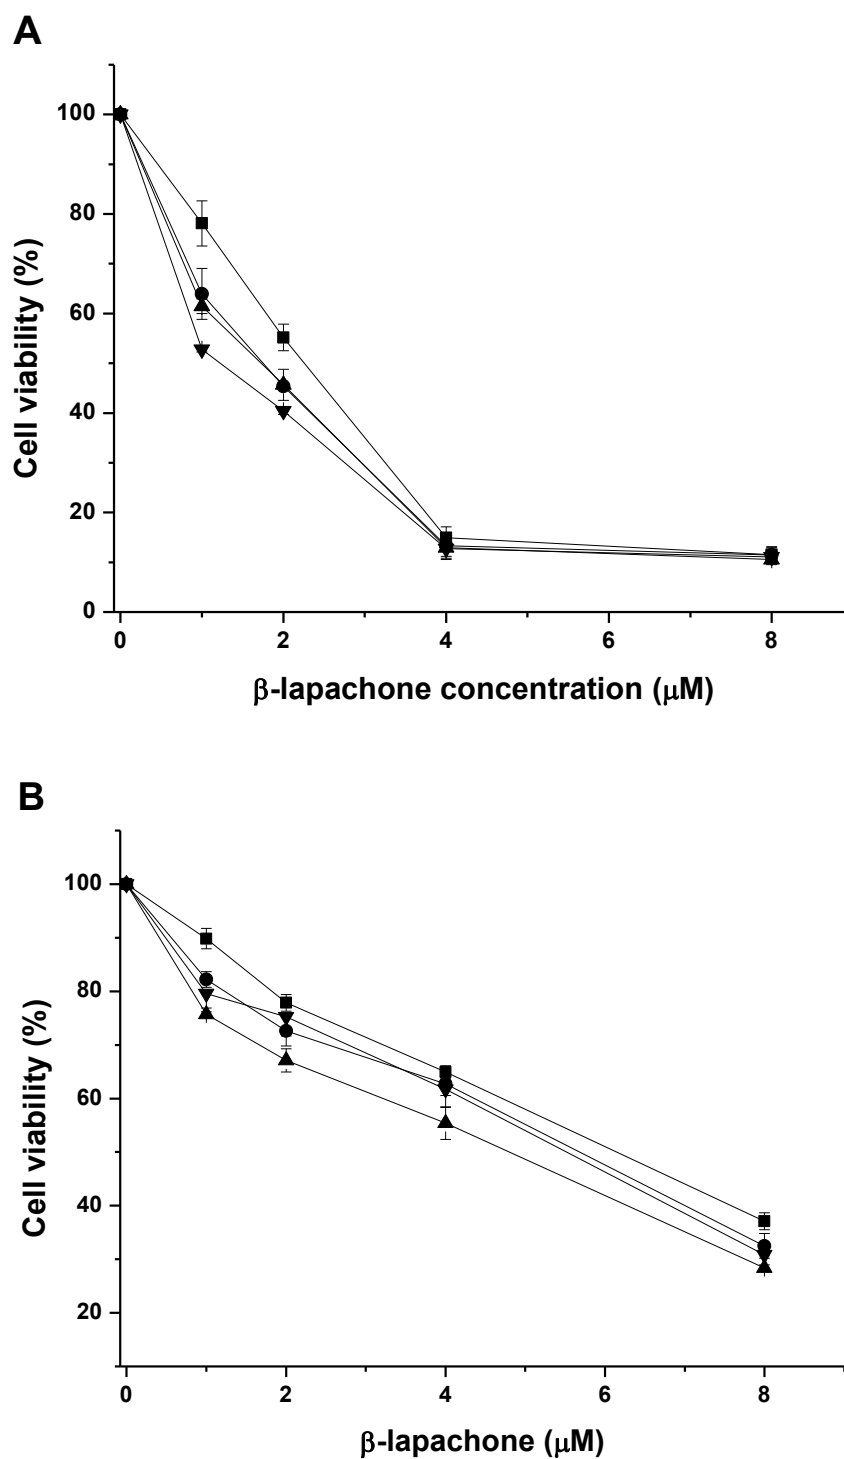 A
100
80
60
40
20
0
Cell viability (%)
0 2 4 6 8
β-lapachone concentration (μM)
B
100
80
60
40
20
Cell viability (%)
0 2 4 6 8
β-lapachone (μM)